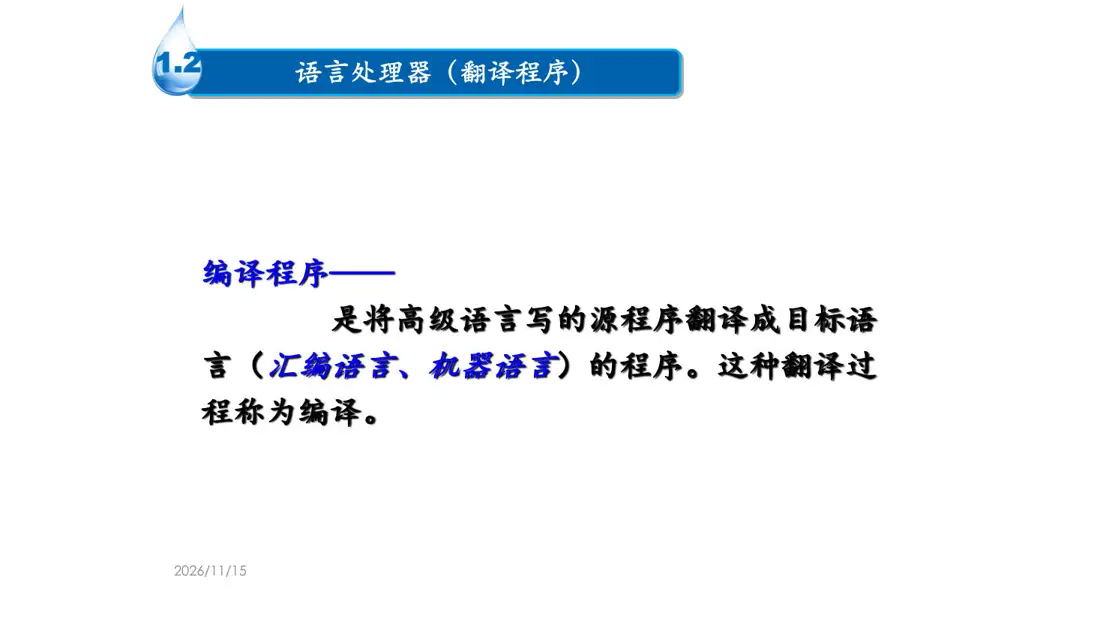 1.2
语言处理器（翻译程序）
编译程序——
是将高级语言写的源程序翻译成目标语
言（汇编语言、机器语言）的程序。这种翻译过
程称为编译。
2026/11/15